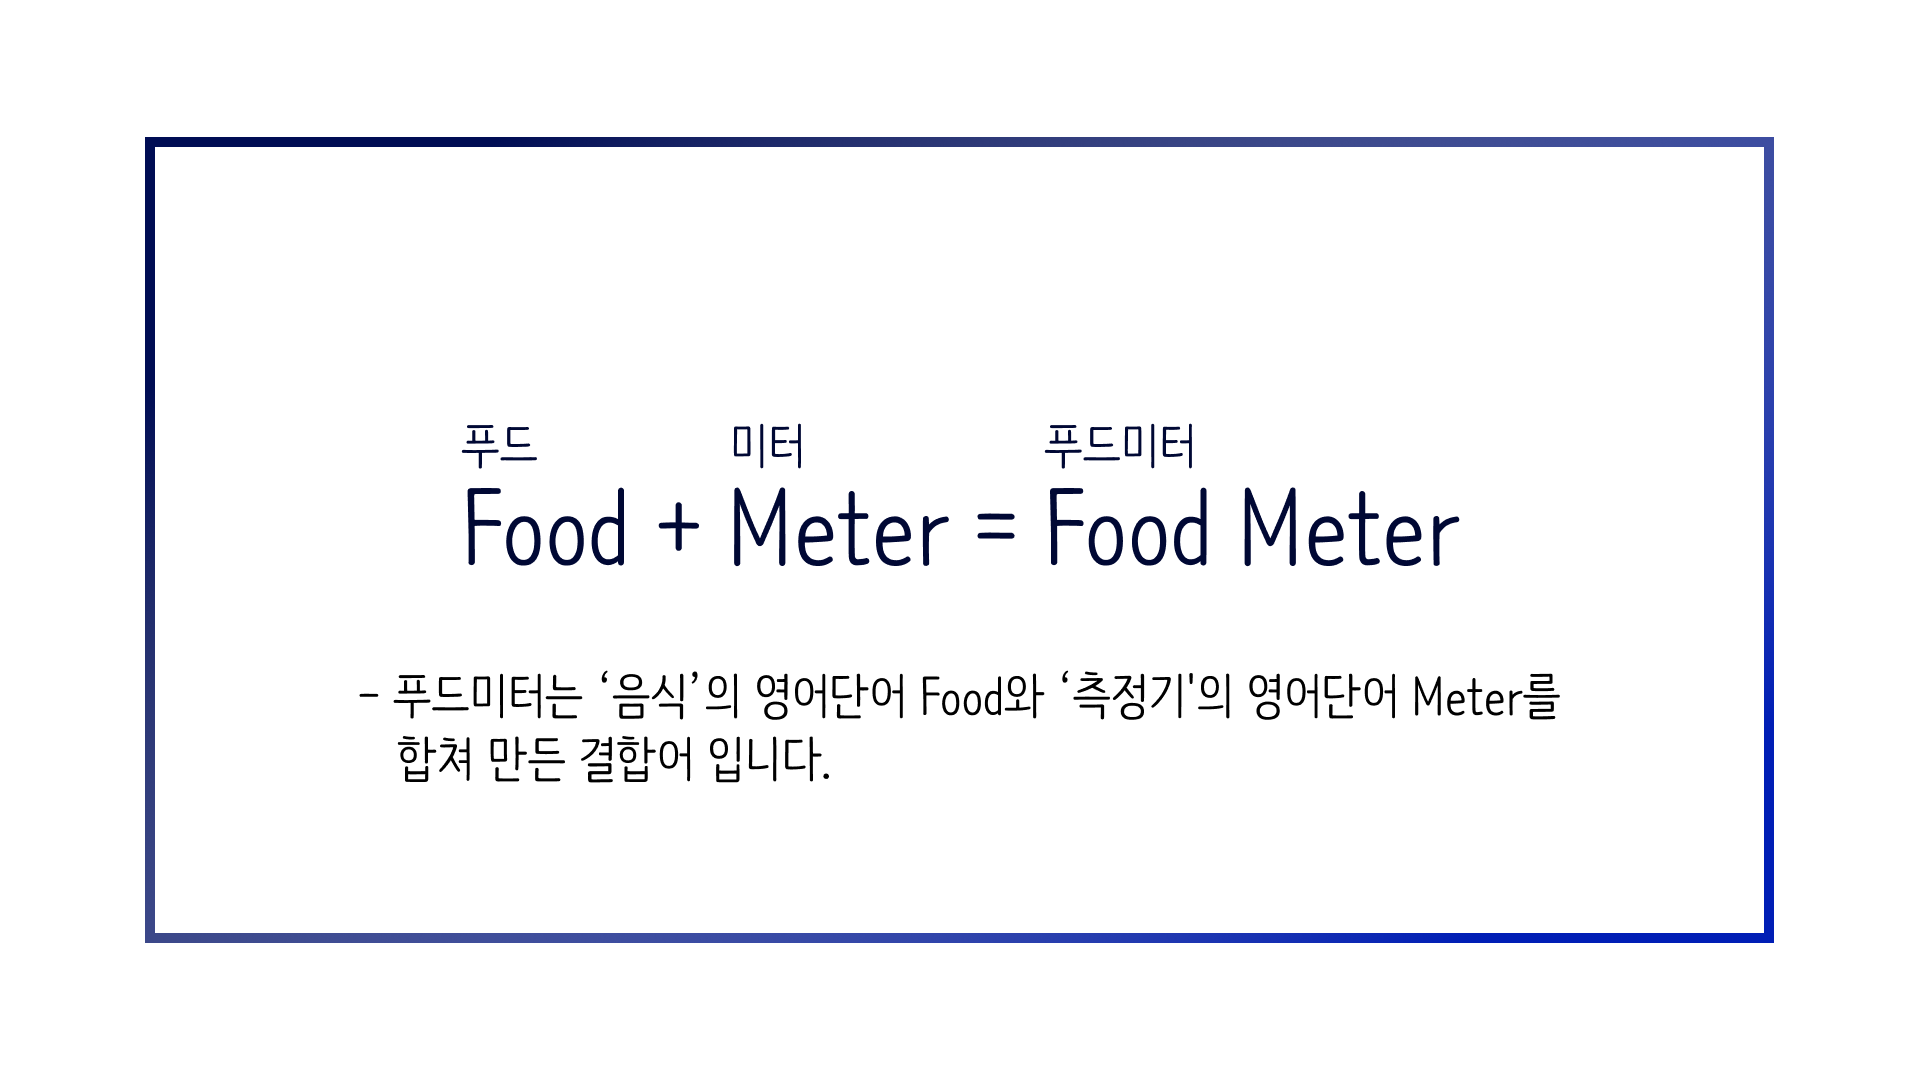 푸드 미터 푸드미터
Food + Meter = Food Meter
- 푸드미터는 ‘음식’의 영어단어 Food와 ‘측정기'의 영어단어 Meter를
합쳐 만든 결합어 입니다.